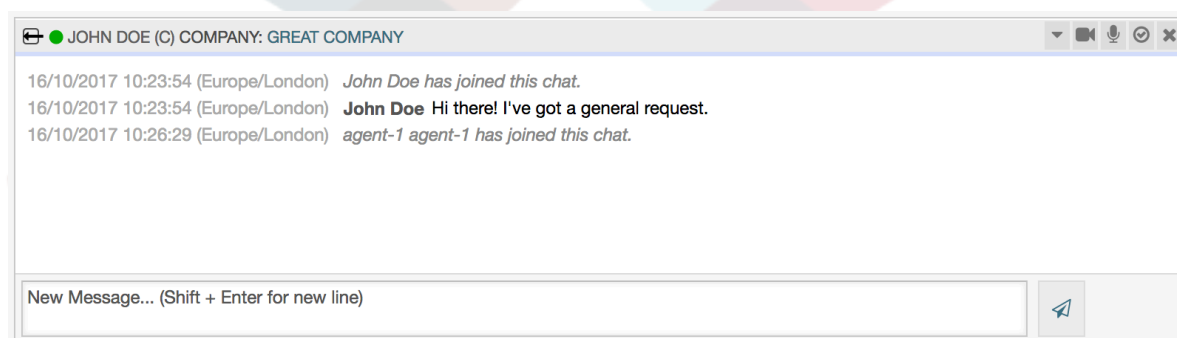 JOHN DOE (C) COMPANY: GREAT COMPANY
16/10/2017 10:23:54 (Europe/London) John Doe has joined this chat.
16/10/2017 10:23:54 (Europe/London) John Doe Hi there! I've got a general request.
16/10/2017 10:26:29 (Europe/London) agent-1 agent-1 has joined this chat.
New Message... (Shift + Enter for new line)